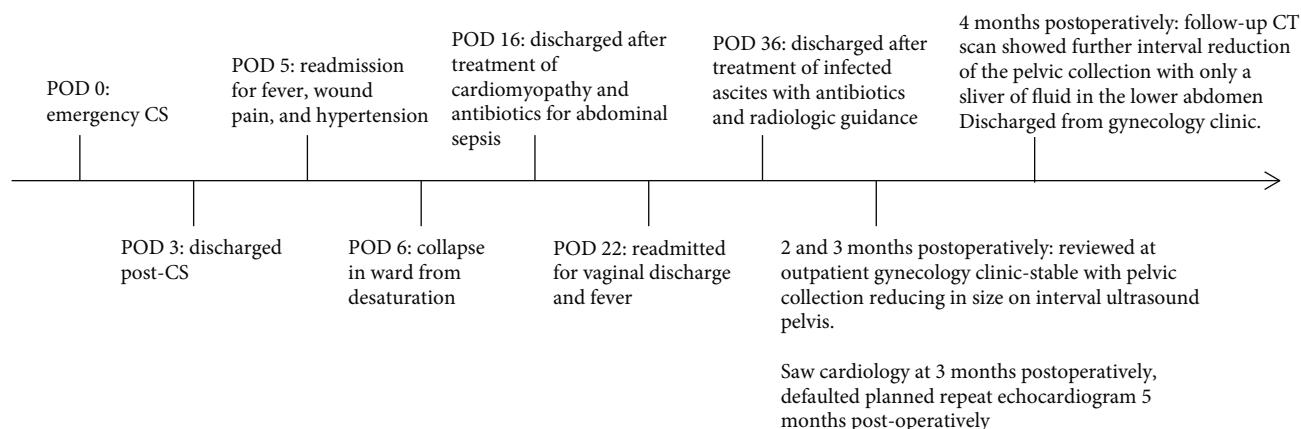 POD 0:
emergency CS
POD 3: discharged
post-CS
POD 5: readmission
for fever, wound
pain, and hypertension
POD 6: collapse
in ward from
desaturation
POD 16: discharged after
treatment of
cardiomyopathy and
antibiotics for abdominal
sepsis
POD 22: readmitted
for vaginal discharge
and fever
POD 36: discharged after
treatment of infected
ascites with antibiotics
and radiologic guidance
2 and 3 months postoperatively: reviewed at
outpatient gynecology clinic-stable with pelvic
collection reducing in size on interval ultrasound
pelvis.
Saw cardiology at 3 months postoperatively,
defaulted planned repeat echocardiogram 5
months post-operatively
4 months postoperatively: follow-up CT
scan showed further interval reduction
of the pelvic collection with only a
sliver of fluid in the lower abdomen
Discharged from gynecology clinic.